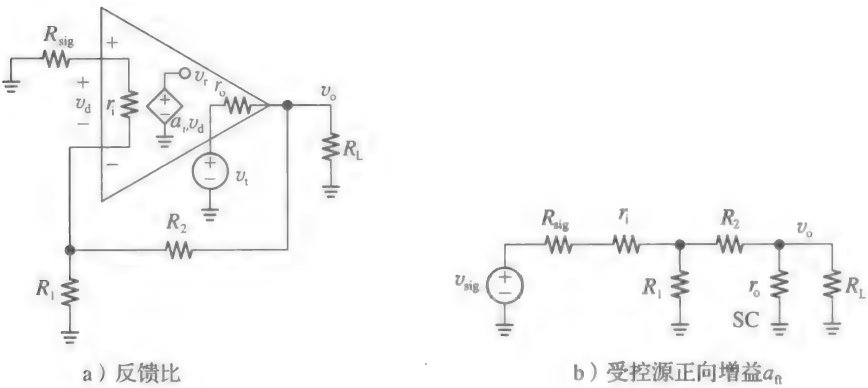 R_sig
+
v_d
−
+
r_i
−
v_r
r_o
+
−
a_v v_d
+
−
v_t
v_o
R_L
R_2
R_1
a）反馈比
R_sig
r_i
R_2
v_o
v_sig
+
−
R_1
r_o
R_L
SC
b）受控源正向增益a_ft